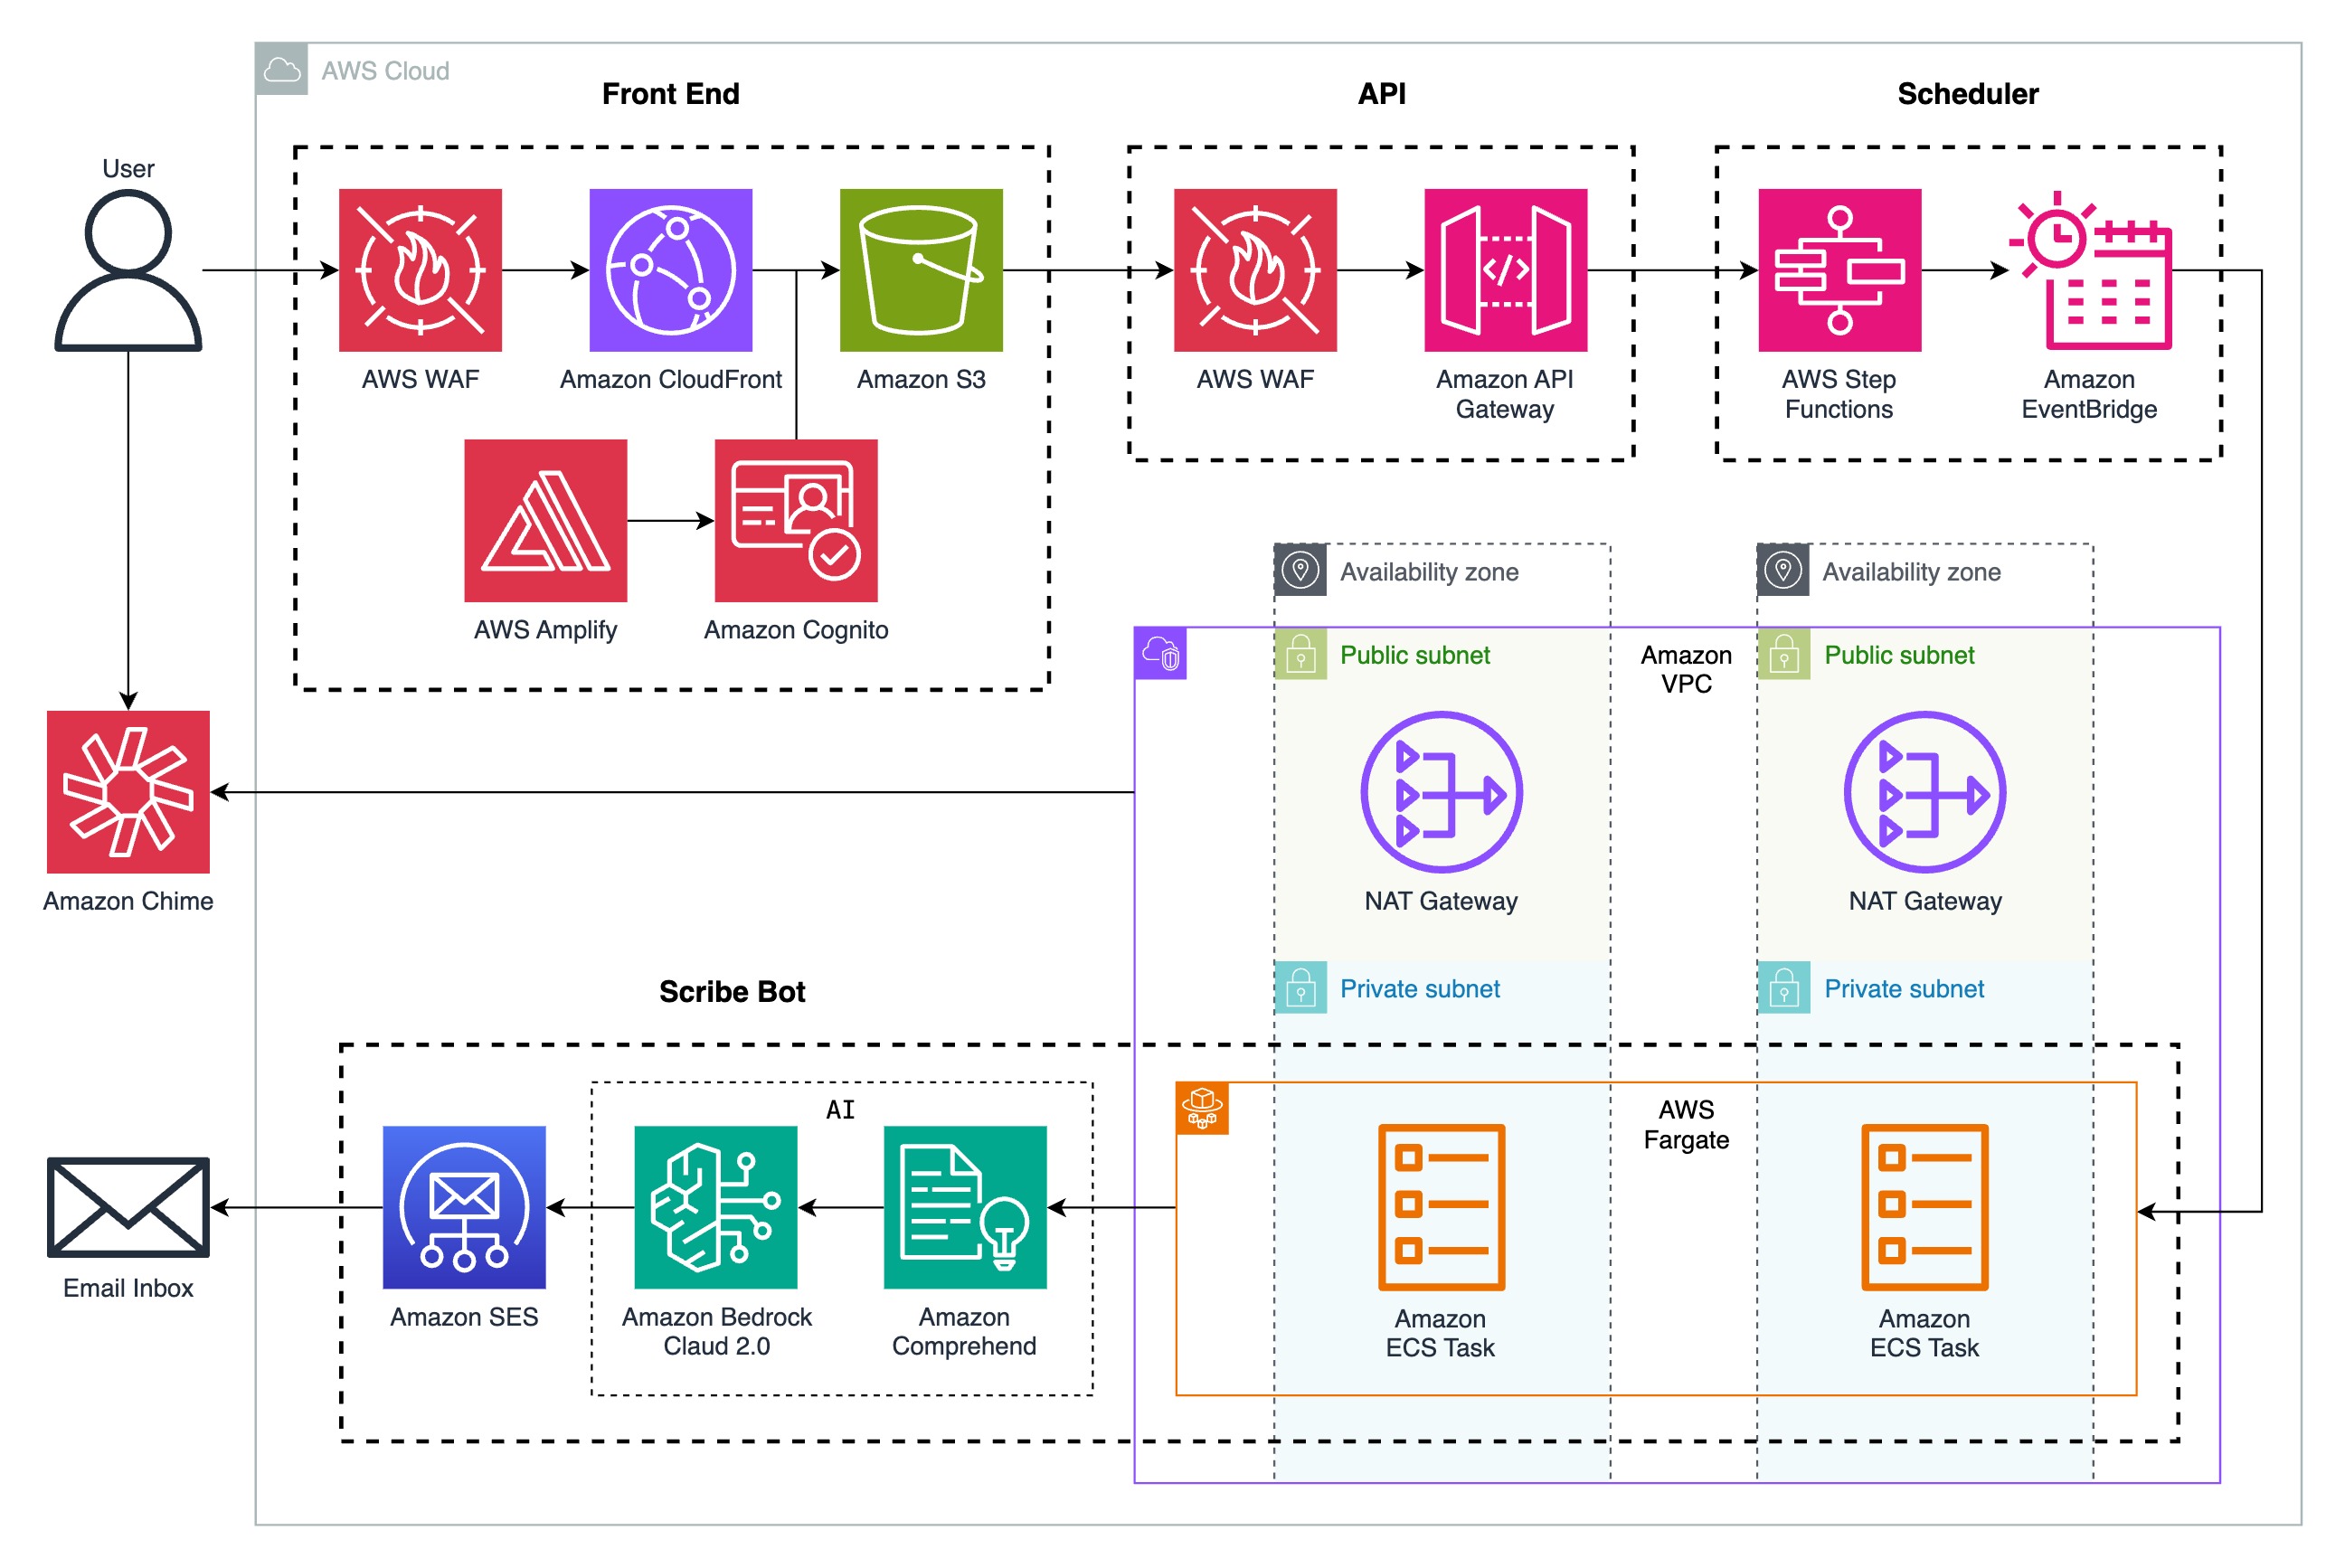 AWS Cloud
Front End
API
Scheduler
User
AWS WAF
Amazon CloudFront
Amazon S3
AWS WAF
Amazon API
Gateway
AWS Step
Functions
Amazon
EventBridge
AWS Amplify
Amazon Cognito
Availability zone
Availability zone
Public subnet
Amazon
VPC
Public subnet
NAT Gateway
NAT Gateway
Amazon Chime
Private subnet
Private subnet
Scribe Bot
AI
AWS
Fargate
Email Inbox
Amazon SES
Amazon Bedrock
Claud 2.0
Amazon
Comprehend
Amazon
ECS Task
Amazon
ECS Task